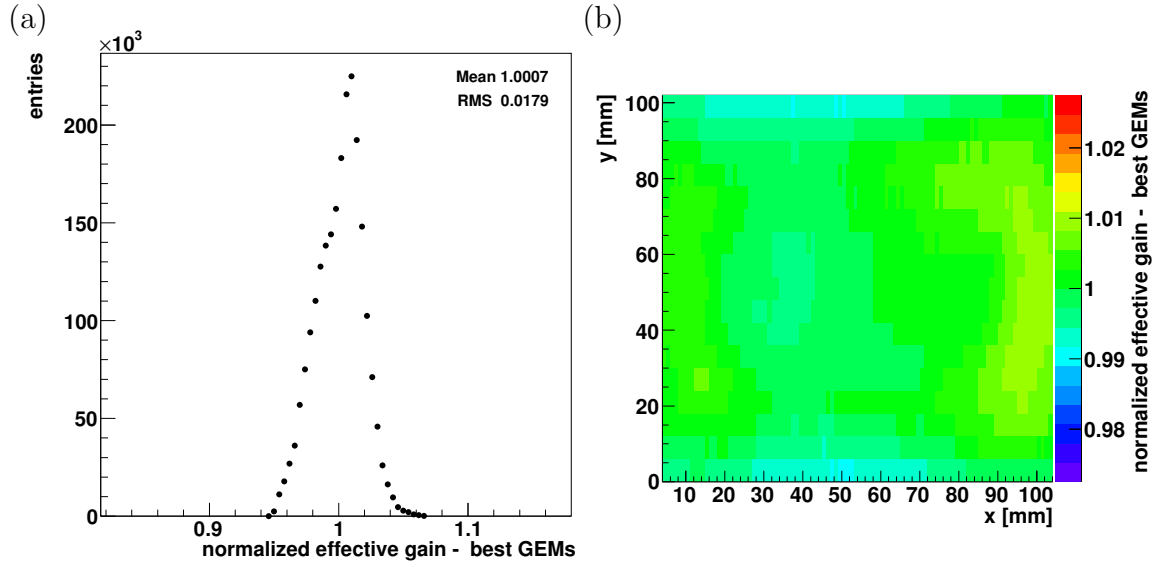 (a)
×10³
entries
Mean 1.0007
RMS 0.0179
200
150
100
50
0
0.9 1 1.1
normalized effective gain - best GEMs
(b)
y [mm]
100
80
60
40
20
0
10 20 30 40 50 60 70 80 90 100
x [mm]
1.02
1.01
1
0.99
0.98
normalized effective gain - best GEMs